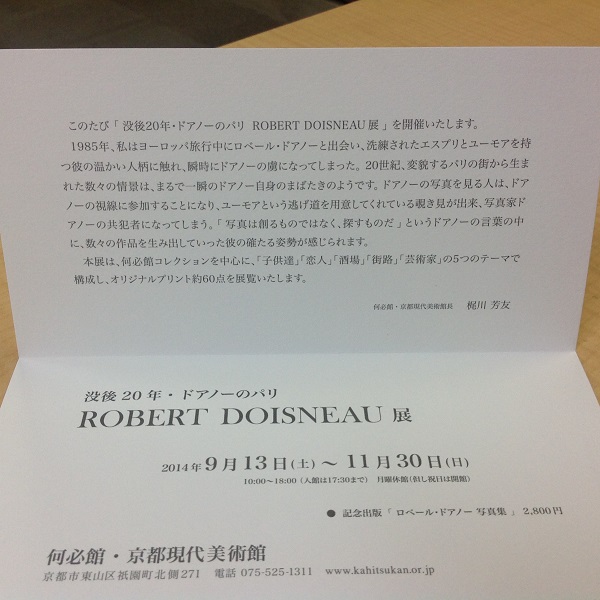 このたび「 没後20年・ドアノーのパリ ROBERT DOISNEAU 展 」を開催いたします。
1985年、私はヨーロッパ旅行中にロベール・ドアノーと出会い、洗練されたエスプリとユーモアを持
つ彼の温かい人柄に触れ、瞬時にドアノーの虜になってしまった。20世紀、変貌するパリの街から生ま
れた数々の情景は、まるで一瞬のドアノー自身のまばたきのようです。ドアノーの写真を見る人は、ドア
ノーの視線に参加することになり、ユーモアという逃げ道を用意してくれている覗き見が出来、写真家ド
アノーの共犯者になってしまう。「 写真は創るものではなく、探すものだ 」というドアノーの言葉の中
に、数々の作品を生み出していった彼の確たる姿勢が感じられます。
本展は、何必館コレクションを中心に、「子供達」「恋人」「酒場」「街路」「芸術家」の5つのテーマで
構成し、オリジナルプリント約60点を展覧いたします。
何必館・京都現代美術館長 梶川 芳友
没後 20 年・ドアノーのパリ
ROBERT DOISNEAU 展
2014年 9月13日(土) 〜 11月30日(日)
10:00〜18:00 (入館は17:30まで) 月曜休館(但し祝日は開館)
● 記念出版「 ロベール・ドアノー 写真集 」2,800円
何必館・京都現代美術館
京都市東山区祇園町北側271 電話 075-525-1311 www.kahitsukan.or.jp